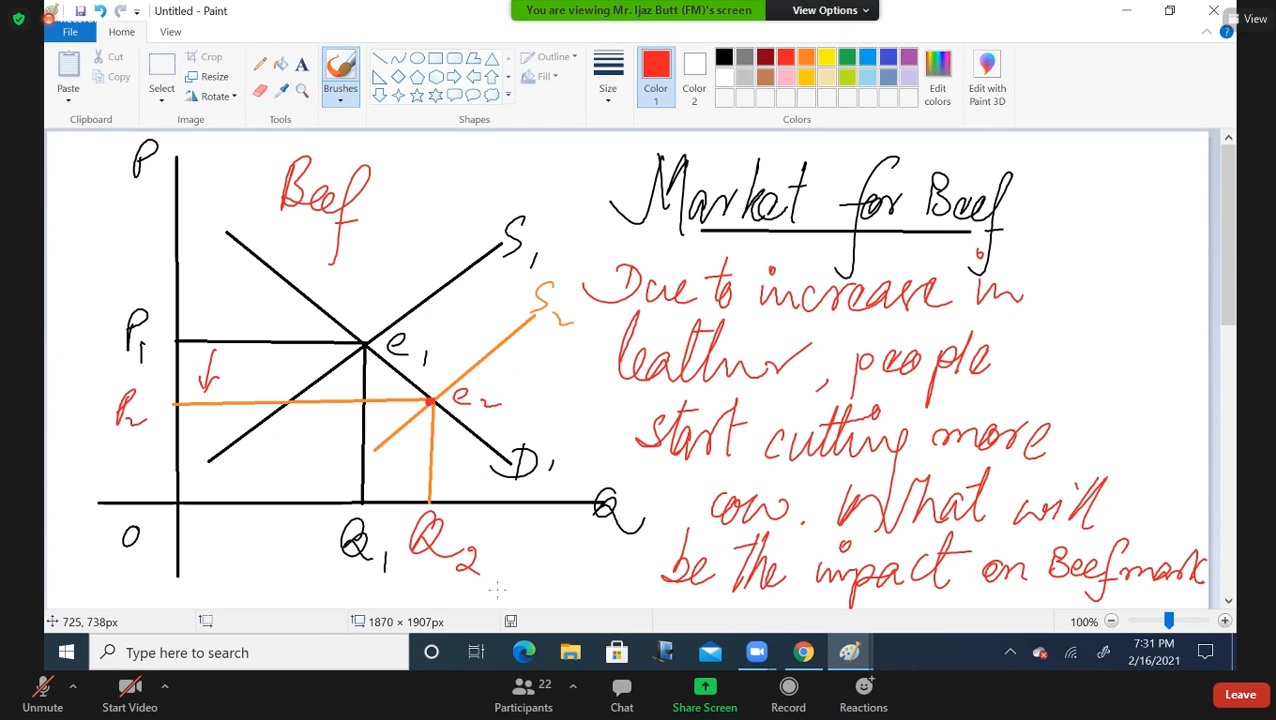 Untitled - Paint
You are viewing Mr. Ijaz Butt (FM)'s screen
View Options
View
File
Home
View
Paste
Cut
Copy
Clipboard
Select
Crop
Resize
Rotate
Image
A
Tools
Brushes
Outline
Fill
Shapes
Size
Color 1
Color 2
Edit colors
Colors
Edit with Paint 3D
P
Beef
S1
S2
P1
e1
P2
e2
D1
O
Q1
Q2
Q
Market for Beef
Due to increase in
leather, people
start cutting more
cow. What will
be the impact on Beef mark
725, 738px
1870 × 1907px
100%
Type here to search
7:31 PM
2/16/2021
Unmute
Start Video
22
Participants
Chat
Share Screen
Record
Reactions
Leave